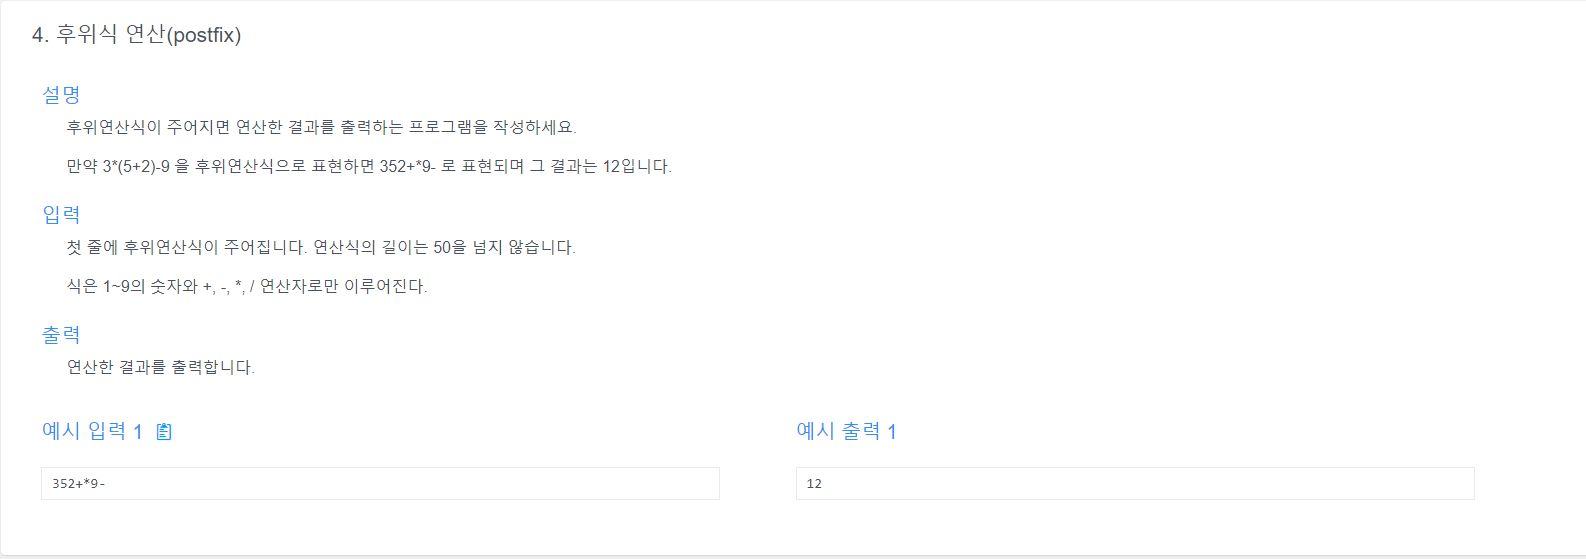 4. 후위식 연산(postfix)
설명
후위연산식이 주어지면 연산한 결과를 출력하는 프로그램을 작성하세요.
만약 3*(5+2)-9 을 후위연산식으로 표현하면 352+*9- 로 표현되며 그 결과는 12입니다.
입력
첫 줄에 후위연산식이 주어집니다. 연산식의 길이는 50을 넘지 않습니다.
식은 1~9의 숫자와 +, -, *, / 연산자로만 이루어진다.
출력
연산한 결과를 출력합니다.
예시 입력 1
352+*9-
예시 출력 1
12